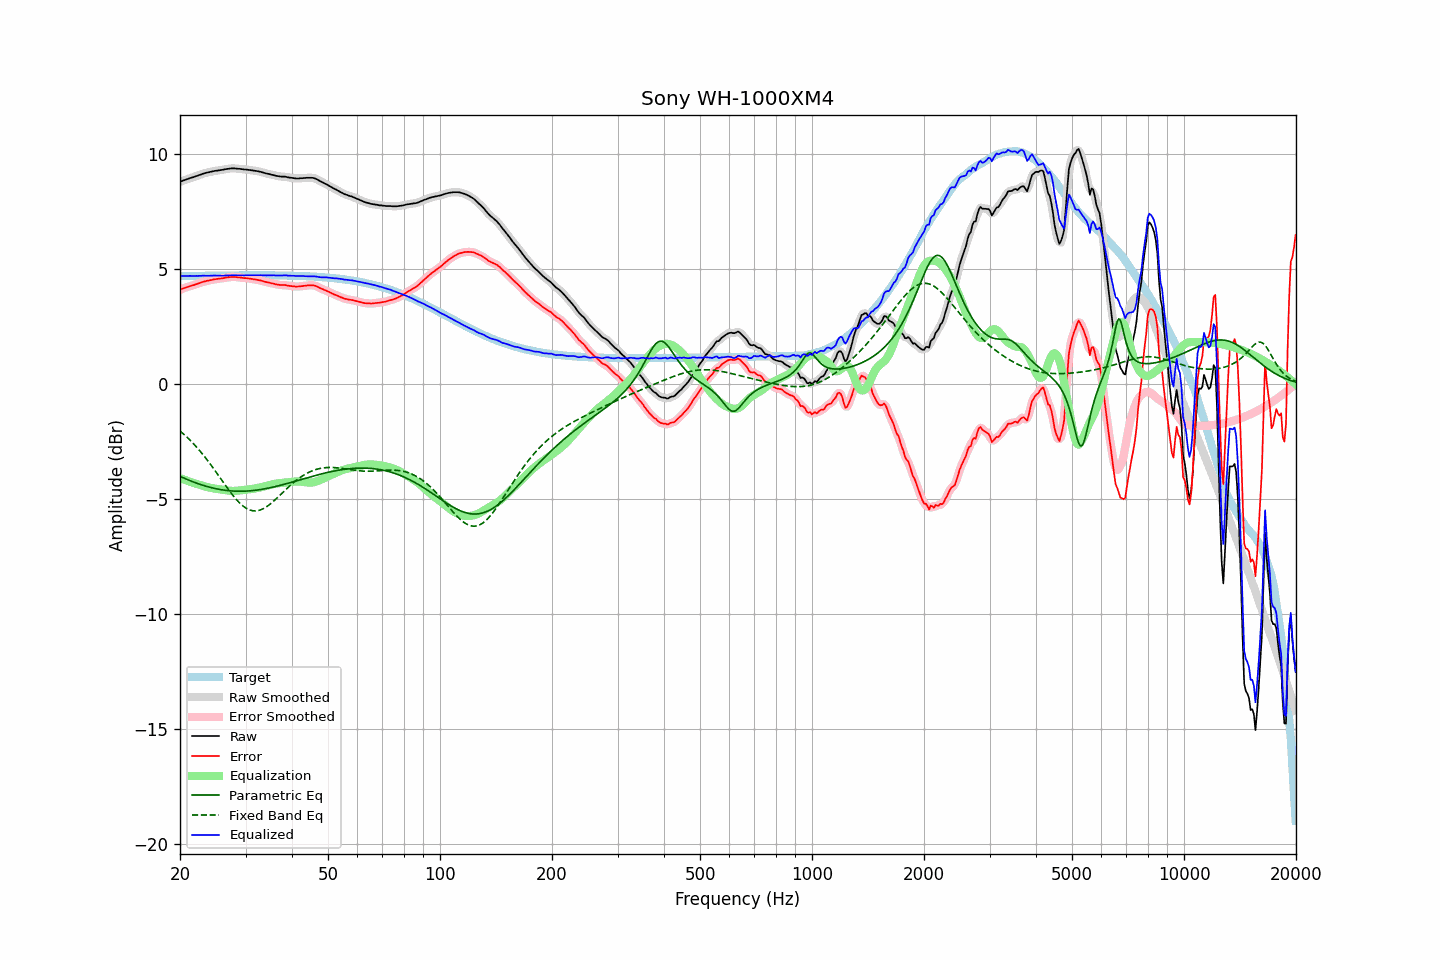 Sony WH-1000XM4
10
5
0
−5
−10
−15
−20
Amplitude (dBr)
Target
Raw Smoothed
Error Smoothed
Raw
Error
Equalization
Parametric Eq
Fixed Band Eq
Equalized
20 50 100 200 500 1000 2000 5000 10000 20000
Frequency (Hz)